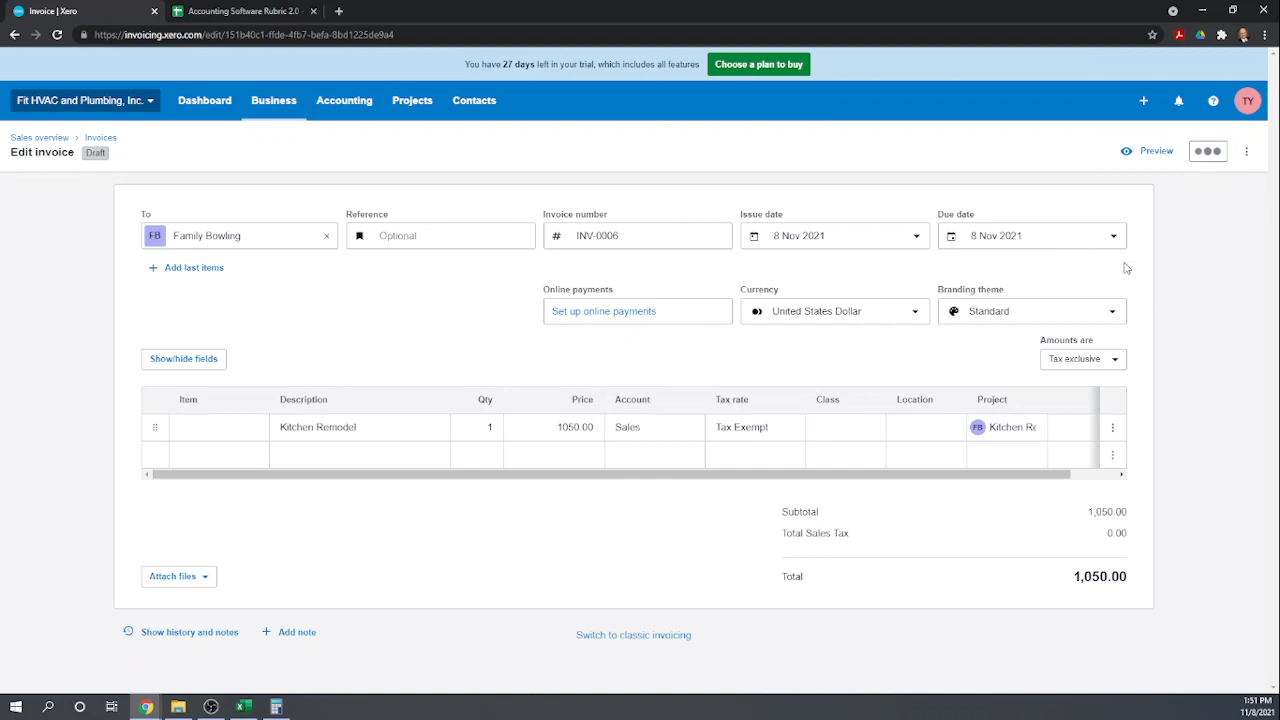 Invoice | Xero
Accounting Software Rubric 2.0 -
https://invoicing.xero.com/edit/151b40c1-ffde-4fb7-befa-8bd1225de9a4
You have 27 days left in your trial, which includes all features
Choose a plan to buy
Fit HVAC and Plumbing, Inc.
Dashboard
Business
Accounting
Projects
Contacts
TY
Sales overview › Invoices
Edit invoice Draft
Preview
To
Reference
Invoice number
Issue date
Due date
FB Family Bowling
Optional
INV-0006
8 Nov 2021
8 Nov 2021
Add last items
Online payments
Currency
Branding theme
Set up online payments
United States Dollar
Standard
Amounts are
Show/hide fields
Tax exclusive
Item Description Qty Price Account Tax rate Class Location Project
Kitchen Remodel 1 1050.00 Sales Tax Exempt FB Kitchen Re
Subtotal 1,050.00
Total Sales Tax 0.00
Attach files
Total 1,050.00
Show history and notes
Add note
Switch to classic invoicing
1:51 PM
11/8/2021